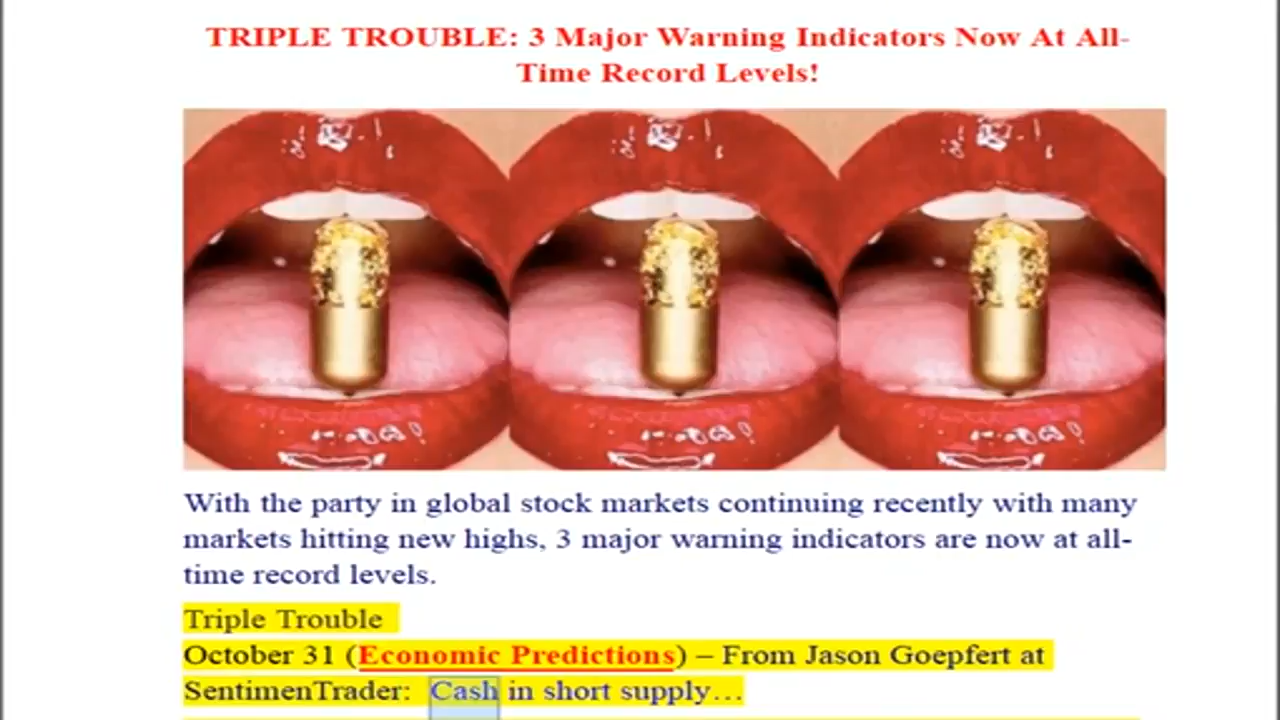 TRIPLE TROUBLE: 3 Major Warning Indicators Now At All-
Time Record Levels!
With the party in global stock markets continuing recently with many
markets hitting new highs, 3 major warning indicators are now at all-
time record levels.
Triple Trouble
October 31 (Economic Predictions) – From Jason Goepfert at
SentimenTrader:  Cash in short supply…